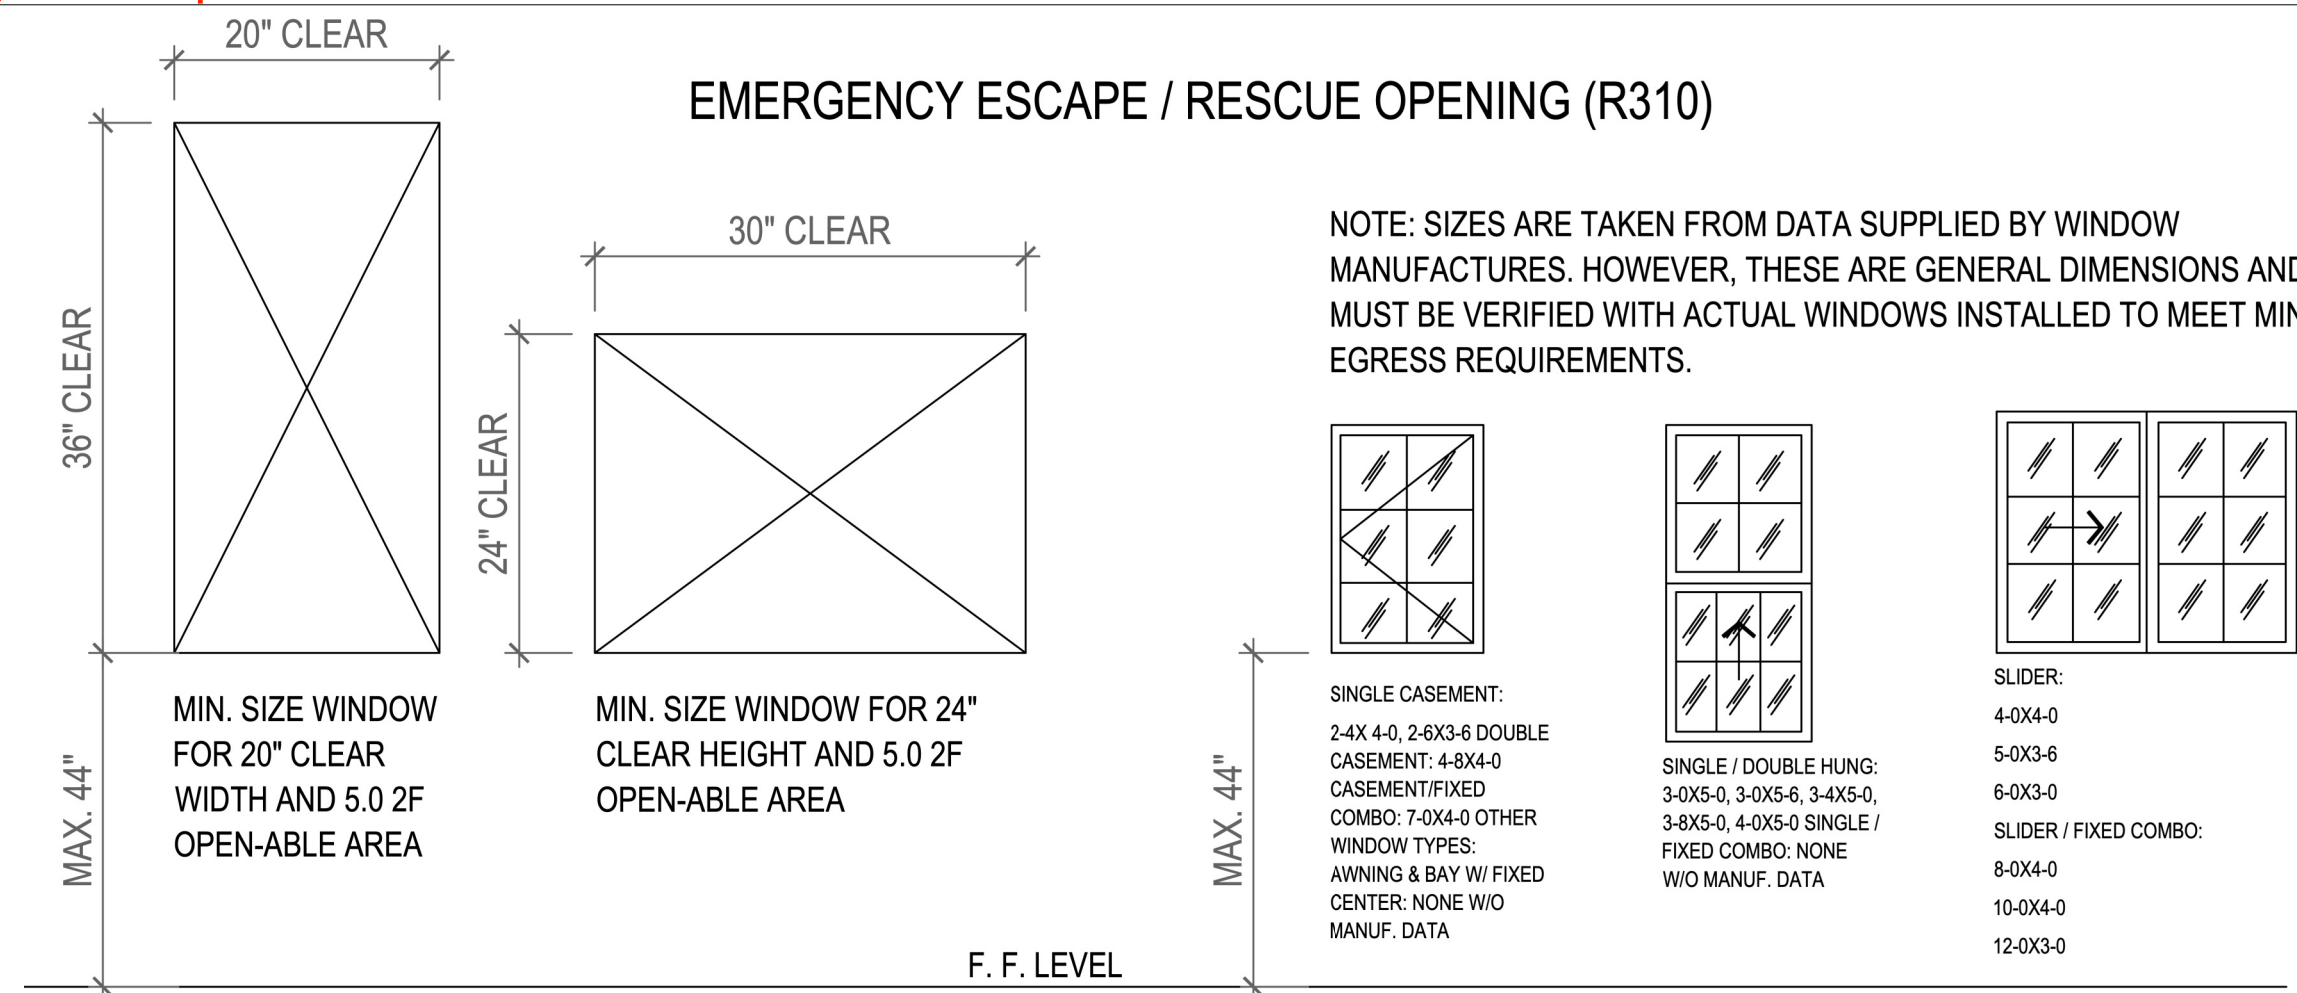 20" CLEAR
EMERGENCY ESCAPE / RESCUE OPENING (R310)
36" CLEAR
30" CLEAR
24" CLEAR
NOTE: SIZES ARE TAKEN FROM DATA SUPPLIED BY WINDOW
MANUFACTURES. HOWEVER, THESE ARE GENERAL DIMENSIONS AND
MUST BE VERIFIED WITH ACTUAL WINDOWS INSTALLED TO MEET MIN
EGRESS REQUIREMENTS.
MIN. SIZE WINDOW
FOR 20" CLEAR
WIDTH AND 5.0 2F
OPEN-ABLE AREA
MIN. SIZE WINDOW FOR 24"
CLEAR HEIGHT AND 5.0 2F
OPEN-ABLE AREA
MAX. 44"
MAX. 44"
SINGLE CASEMENT:
2-4X 4-0, 2-6X3-6 DOUBLE
CASEMENT: 4-8X4-0
CASEMENT/FIXED
COMBO: 7-0X4-0 OTHER
WINDOW TYPES:
AWNING & BAY W/ FIXED
CENTER: NONE W/O
MANUF. DATA
SINGLE / DOUBLE HUNG:
3-0X5-0, 3-0X5-6, 3-4X5-0,
3-8X5-0, 4-0X5-0 SINGLE /
FIXED COMBO: NONE
W/O MANUF. DATA
SLIDER:
4-0X4-0
5-0X3-6
6-0X3-0
SLIDER / FIXED COMBO:
8-0X4-0
10-0X4-0
12-0X3-0
F. F. LEVEL